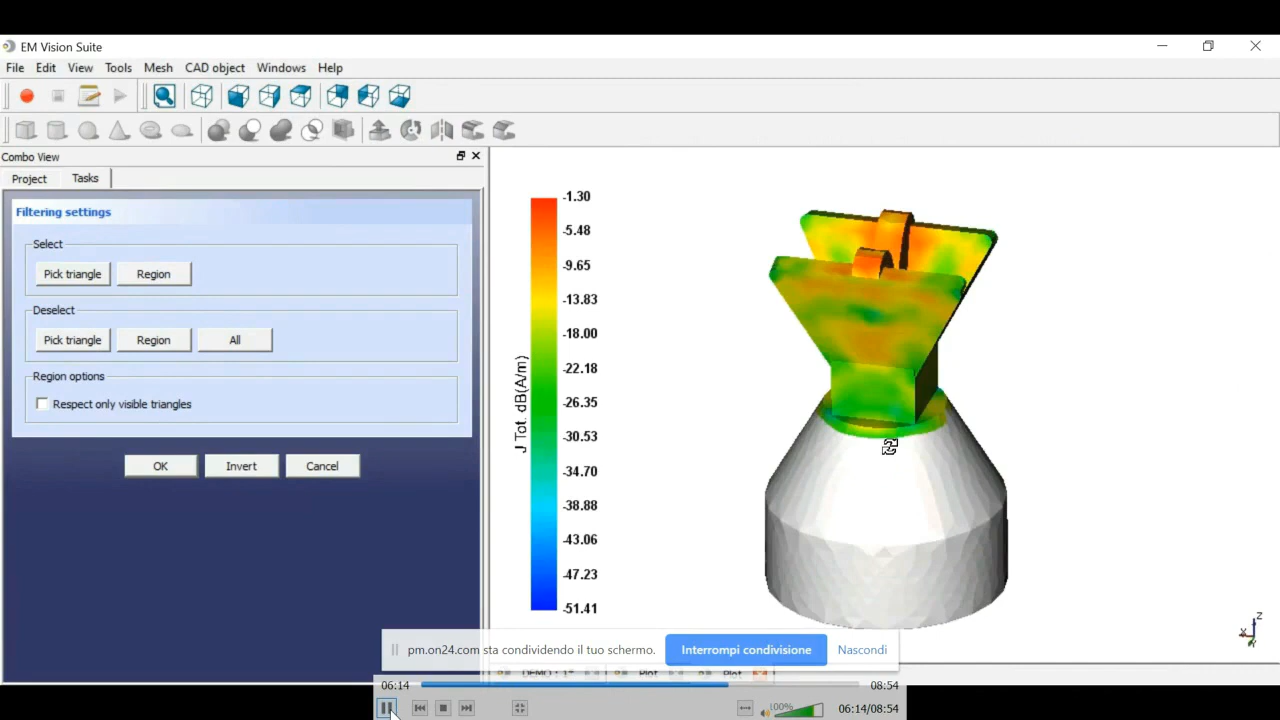 EM Vision Suite
File Edit View Tools Mesh CAD object Windows Help
Combo View
Project Tasks
Filtering settings
Select
Pick triangle Region
Deselect
Pick triangle Region All
Region options
Respect only visible triangles
OK Invert Cancel
J Tot. dB(A/m)
-1.30
-5.48
-9.65
-13.83
-18.00
-22.18
-26.35
-30.53
-34.70
-38.88
-43.06
-47.23
-51.41
Z
X
Y
pm.on24.com sta condividendo il tuo schermo. Interrompi condivisione Nascondi
DEMO : 1 Plot Plot
06:14 08:54
100% 06:14/08:54